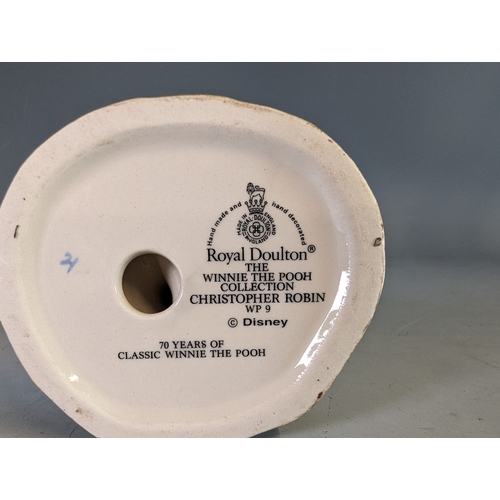 Hand made and hand decorated
MADE IN ENGLAND
ROYAL DOULTON
ENGLAND
Royal Doulton®
THE
WINNIE THE POOH
COLLECTION
CHRISTOPHER ROBIN
WP 9
© Disney
70 YEARS OF
CLASSIC WINNIE THE POOH